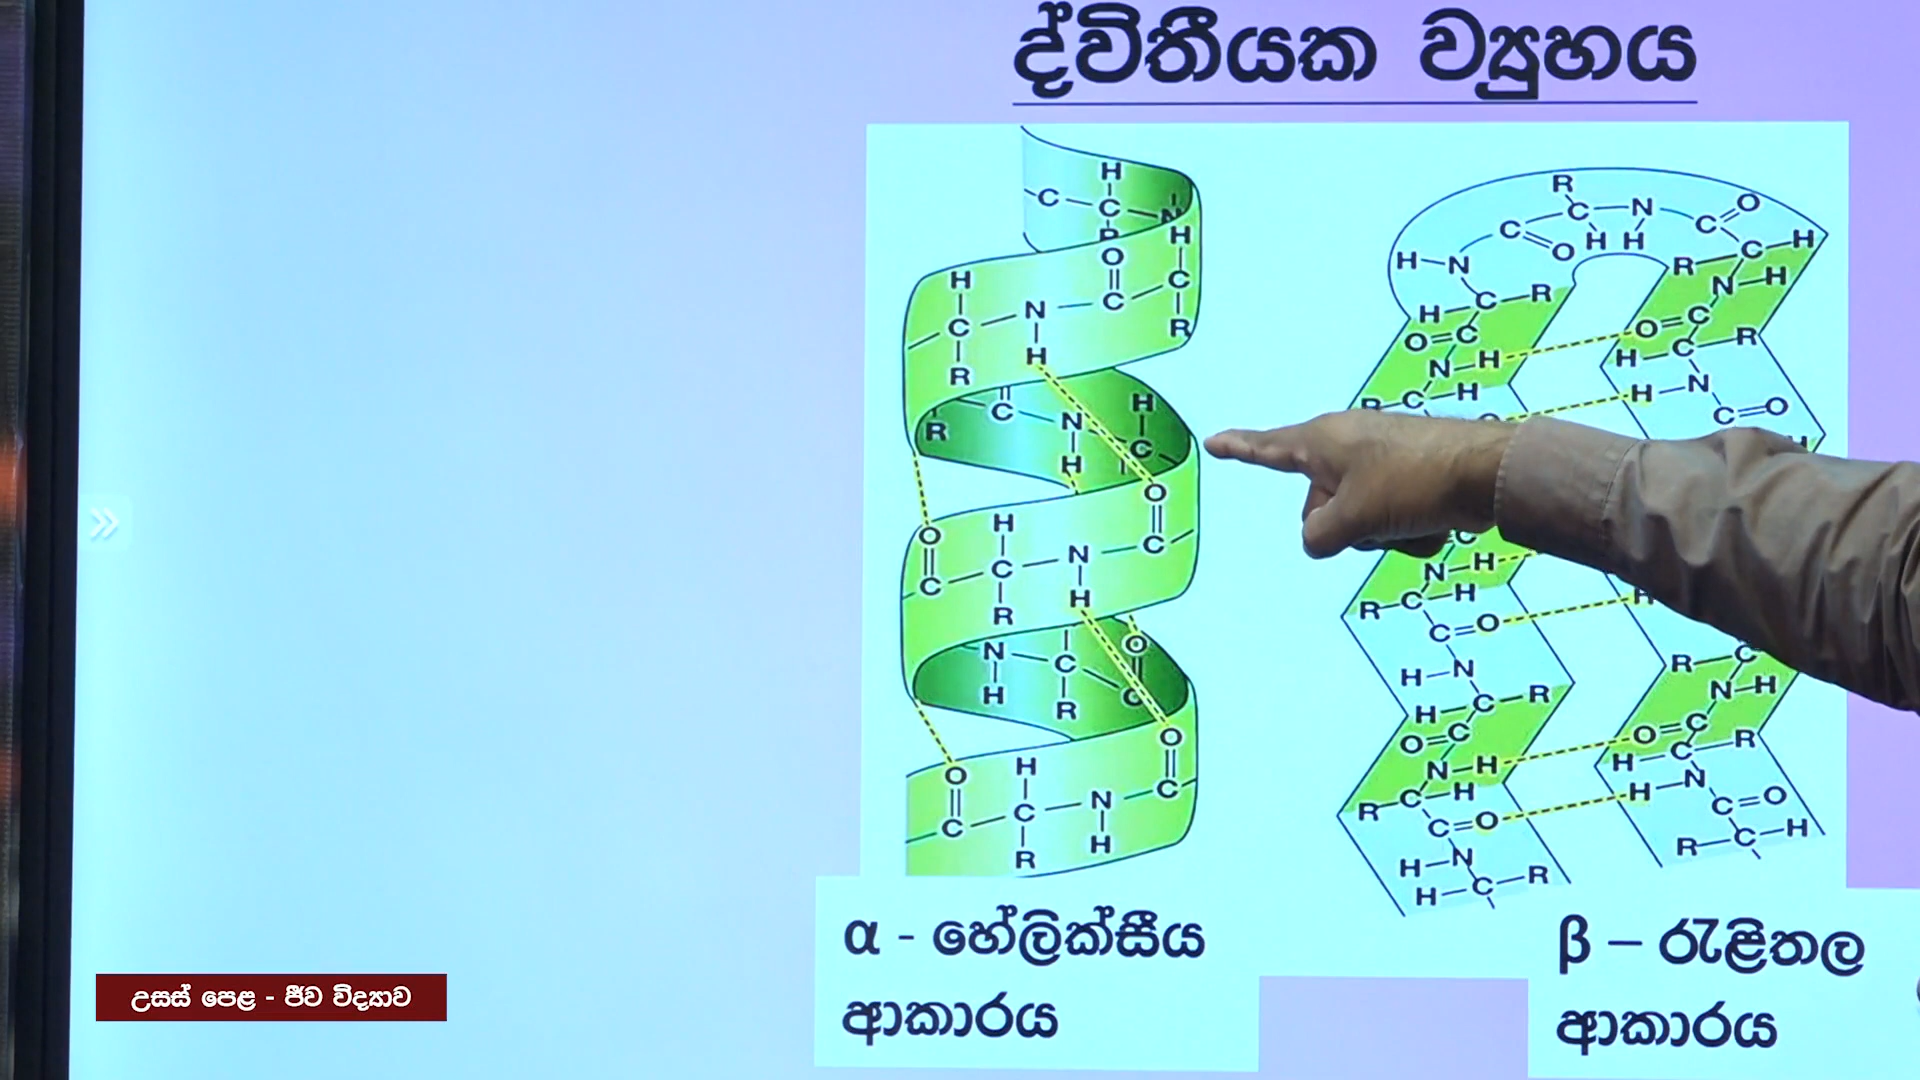 ද්විතීයක ව්‍යුහය
α - හේලික්සීය
ආකාරය
β – රැළිතල
ආකාරය
උසස් පෙළ - ජීව විද්‍යාව